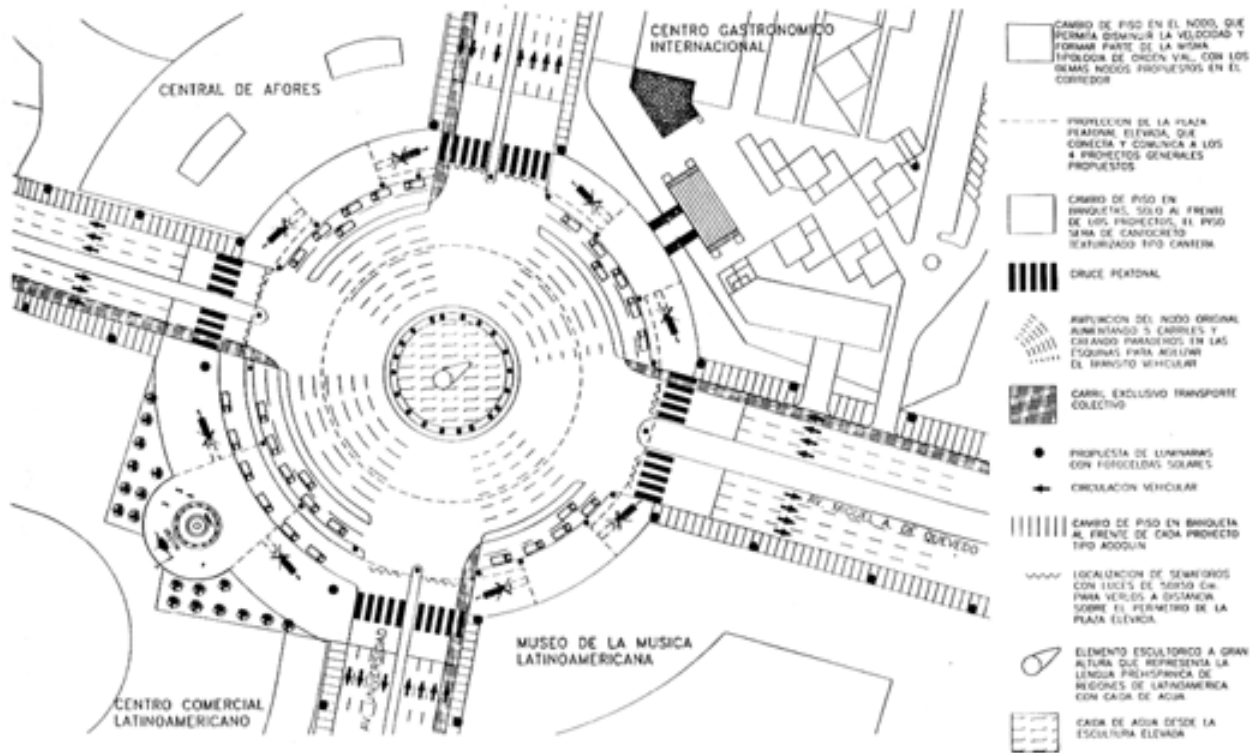 CENTRAL DE AFORES
CENTRO GASTRONOMICO
INTERNACIONAL
AV. MIGUEL A. DE QUEVEDO
AV. UNIVERSIDAD
MUSEO DE LA MUSICA
LATINOAMERICANA
CENTRO COMERCIAL
LATINOAMERICANO
CAMBIO DE PISO EN EL NODO, QUE
PERMITA DISMINUIR LA VELOCIDAD Y
FORMAR PARTE DE LA MISMA
TIPOLOGIA DE ORDEN VIAL, CON LOS
DEMAS NODOS PROPUESTOS EN EL
CORREDOR
PROYECCION DE LA PLAZA
PEATONAL ELEVADA, QUE
CONECTA Y COMUNICA A LOS
4 PROYECTOS GENERALES
PROPUESTOS
CAMBIO DE PISO EN
BANQUETAS, SOLO AL FRENTE
DE LOS PROYECTOS, EL PISO
SERA DE CANTOCRETO
TEXTURIZADO TIPO CANTERA
CRUCE PEATONAL
AMPLIACION DEL NODO ORIGINAL
AUMENTANDO 5 CARRILES Y
CREANDO PARADEROS EN LAS
ESQUINAS PARA AGILIZAR
EL TRANSITO VEHICULAR
CARRIL EXCLUSIVO TRANSPORTE
COLECTIVO
PROPUESTA DE LUMINARIAS
CON FOTOCELDAS SOLARES
CIRCULACION VEHICULAR
CAMBIO DE PISO EN BANQUETA
AL FRENTE DE CADA PROYECTO
TIPO ADOQUIN
LOCALIZACION DE SEMAFOROS
CON LUCES DE 50X50 Cm.
PARA VERLOS A DISTANCIA
SOBRE EL PERIMETRO DE LA
PLAZA ELEVADA
ELEMENTO ESCULTORICO A GRAN
ALTURA QUE REPRESENTA LA
LENGUA PREHISPANICA DE
REGIONES DE LATINOAMERICA
CON CAIDA DE AGUA
CAIDA DE AGUA DESDE LA
ESCULTURA ELEVADA